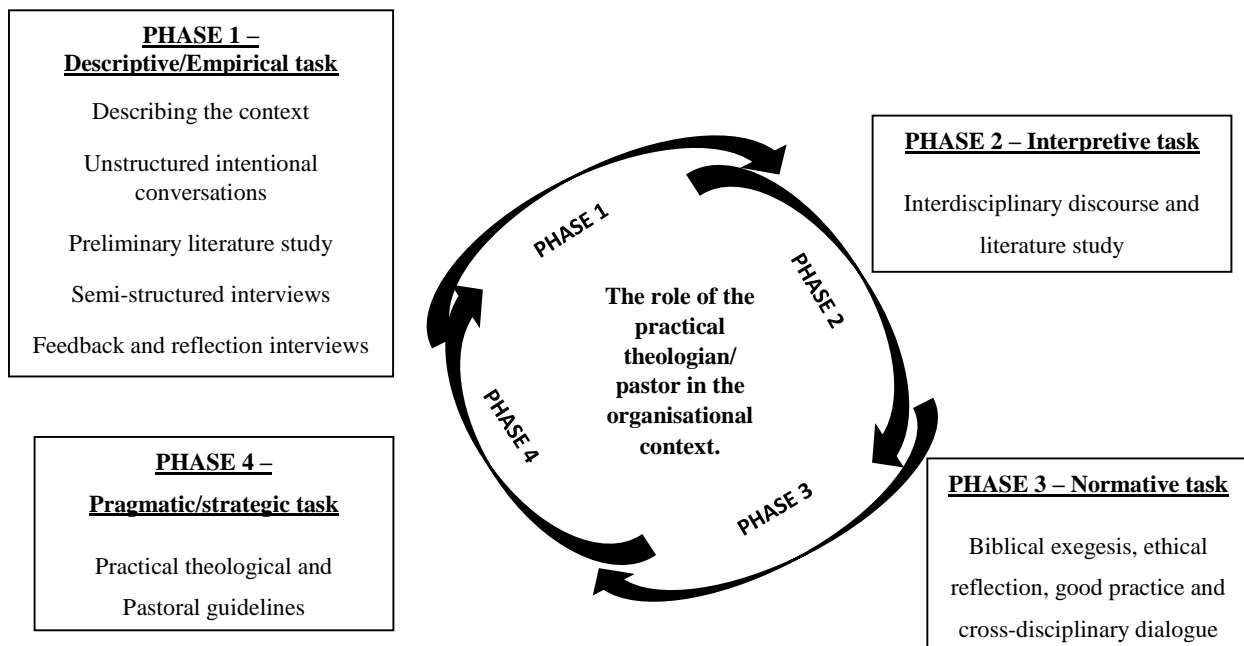 PHASE 1 –
Descriptive/Empirical task
Describing the context
Unstructured intentional
conversations
Preliminary literature study
Semi-structured interviews
Feedback and reflection interviews
PHASE 2 – Interpretive task
Interdisciplinary discourse and
literature study
PHASE 1
PHASE 2
PHASE 3
PHASE 4
The role of the
practical
theologian/
pastor in the
organisational
context.
PHASE 4 –
Pragmatic/strategic task
Practical theological and
Pastoral guidelines
PHASE 3 – Normative task
Biblical exegesis, ethical
reflection, good practice and
cross-disciplinary dialogue